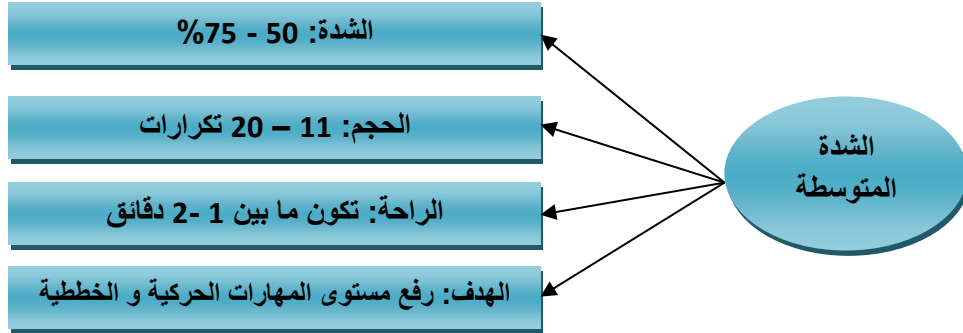 الشدة: 50 - 75%
الحجم: 11 – 20 تكرارات
الشدة
المتوسطة
الراحة: تكون ما بين 1 -2 دقائق
الهدف: رفع مستوى المهارات الحركية و الخططية